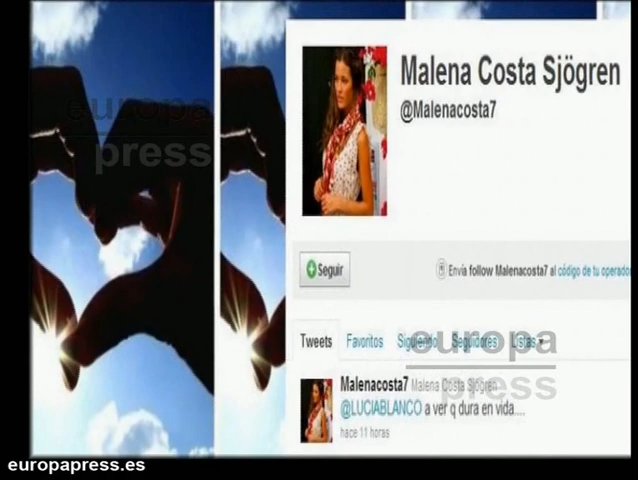 europa
press
Malena Costa Sjögren
@Malenacosta7
Seguir
Envía follow Malenacosta7 al código de tu operador
Tweets Favoritos Siguiendo Seguidores Listas
europa
press
Malenacosta7 Malena Costa Sjögren
@LUCIABLANCO a ver q dura en vida....
hace 11 horas
europapress.es